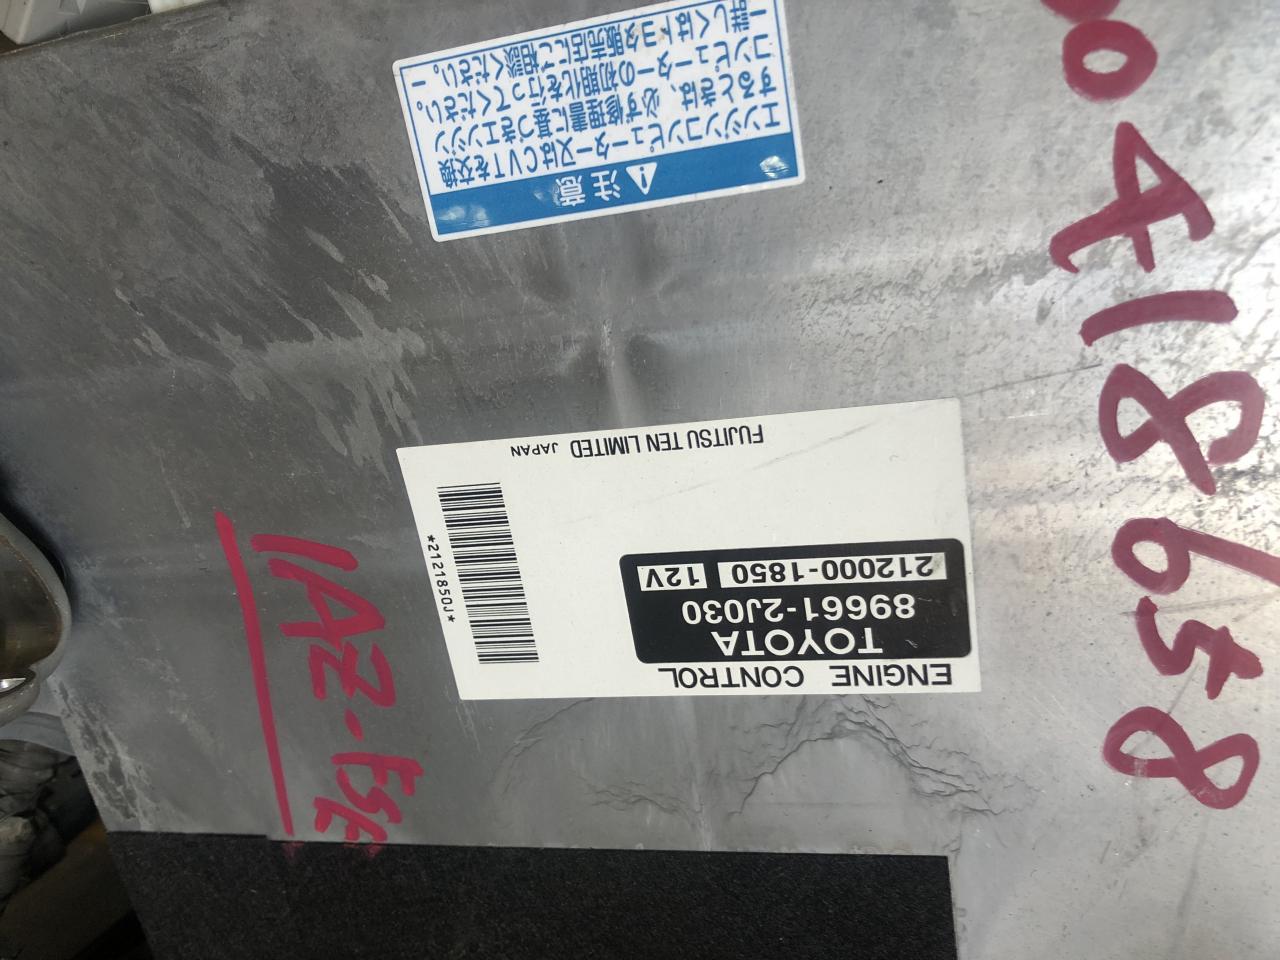 注意
エンジンコンピューター又はCVTを交換
するときは、必ず修理書に基づきエンジン
コンピューターの初期化を行ってください。
一詳しくはトヨタ販売店にご相談ください。一
ENGINE CONTROL
TOYOTA
89661-2J030
212000-1850 12V
*2121850J*
FUJITSU TEN LIMITED JAPAN
1AZ-FSE
18658